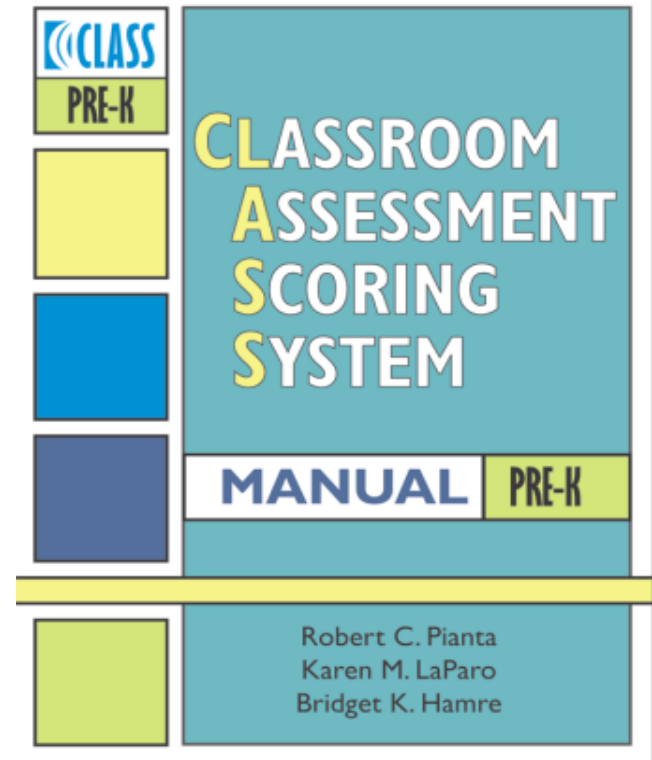 CLASS
PRE-K
CLASSROOM
ASSESSMENT
SCORING
SYSTEM
MANUAL PRE-K
Robert C. Pianta
Karen M. LaParo
Bridget K. Hamre